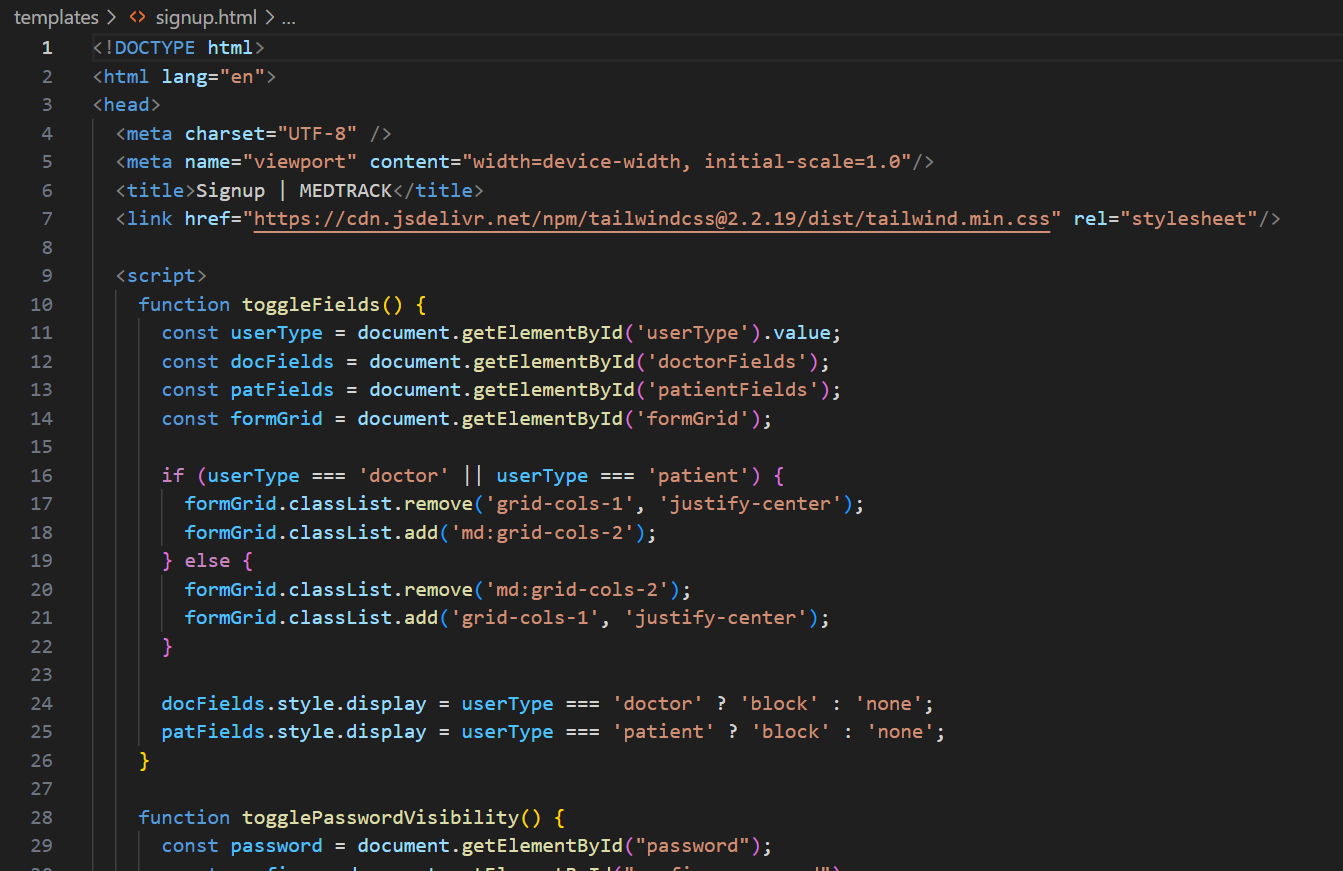 templates > <> signup.html > ...
1 <!DOCTYPE html>
2 <html lang="en">
3 <head>
4 <meta charset="UTF-8" />
5 <meta name="viewport" content="width=device-width, initial-scale=1.0"/>
6 <title>Signup | MEDTRACK</title>
7 <link href="https://cdn.jsdelivr.net/npm/tailwindcss@2.2.19/dist/tailwind.min.css" rel="stylesheet"/>
8
9 <script>
10 function toggleFields() {
11 const userType = document.getElementById('userType').value;
12 const docFields = document.getElementById('doctorFields');
13 const patFields = document.getElementById('patientFields');
14 const formGrid = document.getElementById('formGrid');
15
16 if (userType === 'doctor' || userType === 'patient') {
17 formGrid.classList.remove('grid-cols-1', 'justify-center');
18 formGrid.classList.add('md:grid-cols-2');
19 } else {
20 formGrid.classList.remove('md:grid-cols-2');
21 formGrid.classList.add('grid-cols-1', 'justify-center');
22 }
23
24 docFields.style.display = userType === 'doctor' ? 'block' : 'none';
25 patFields.style.display = userType === 'patient' ? 'block' : 'none';
26 }
27
28 function togglePasswordVisibility() {
29 const password = document.getElementById("password");